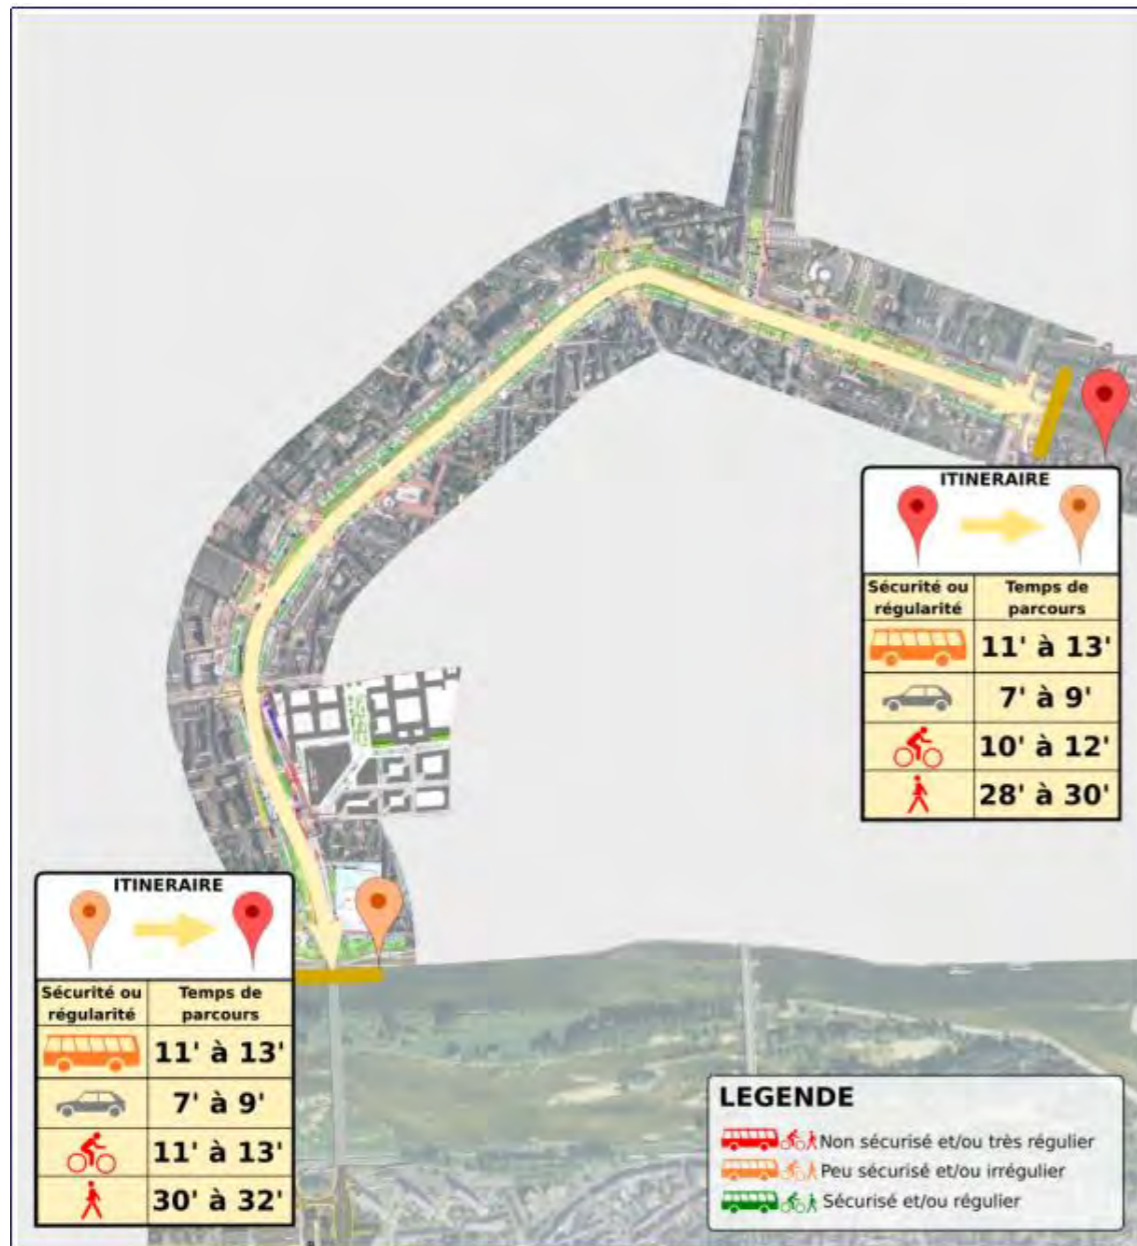 ITINERAIRE
Sécurité ou régularité
Temps de parcours
11' à 13'
7' à 9'
10' à 12'
28' à 30'
ITINERAIRE
Sécurité ou régularité
Temps de parcours
11' à 13'
7' à 9'
11' à 13'
30' à 32'
LEGENDE
Non sécurisé et/ou très régulier
Peu sécurisé et/ou irrégulier
Sécurisé et/ou régulier